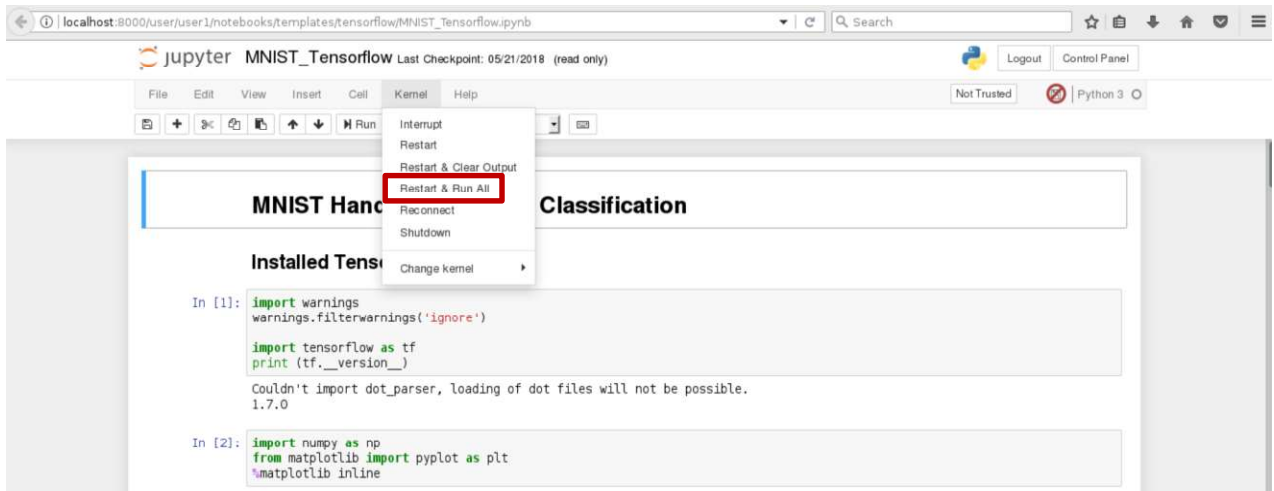 localhost:8000/user/user1/notebooks/templates/tensorflow/MNIST_Tensorflow.ipynb Search
jupyter MNIST_Tensorflow Last Checkpoint: 05/21/2018 (read only) Logout Control Panel
File Edit View Insert Cell Kernel Help Not Trusted Python 3
Run
Interrupt
Restart
Restart & Clear Output
Restart & Run All
Reconnect
Shutdown
Change kernel
MNIST Hand Classification
Installed Tens
In [1]: import warnings
warnings.filterwarnings('ignore')
import tensorflow as tf
print (tf.__version__)
Couldn't import dot_parser, loading of dot files will not be possible.
1.7.0
In [2]: import numpy as np
from matplotlib import pyplot as plt
%matplotlib inline